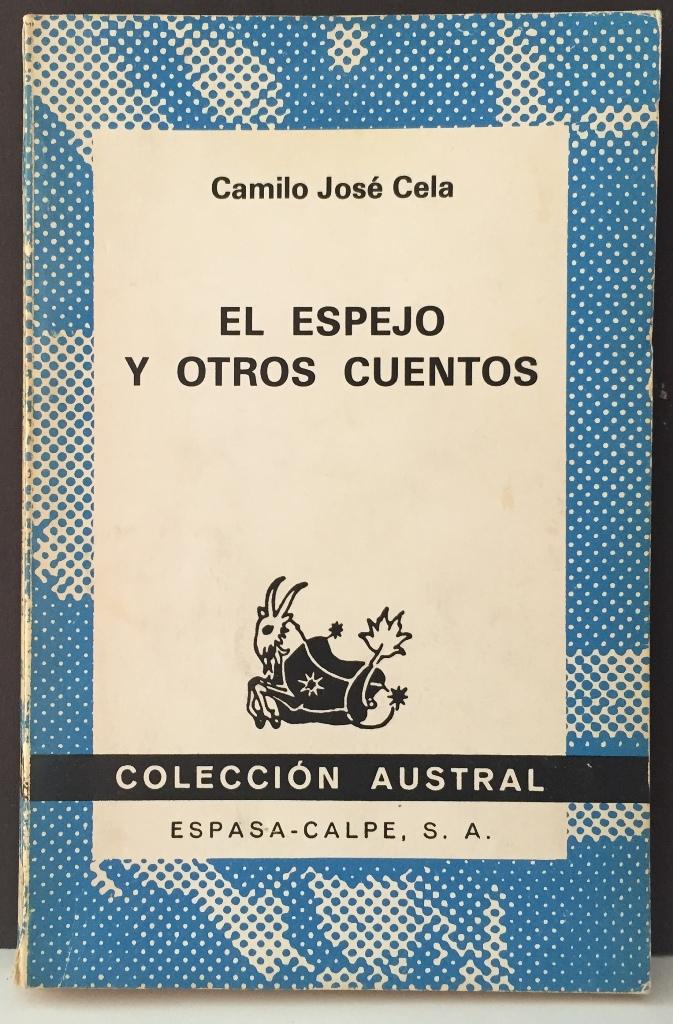 Camilo José Cela
EL ESPEJO
Y OTROS CUENTOS
COLECCIÓN AUSTRAL
ESPASA-CALPE, S. A.